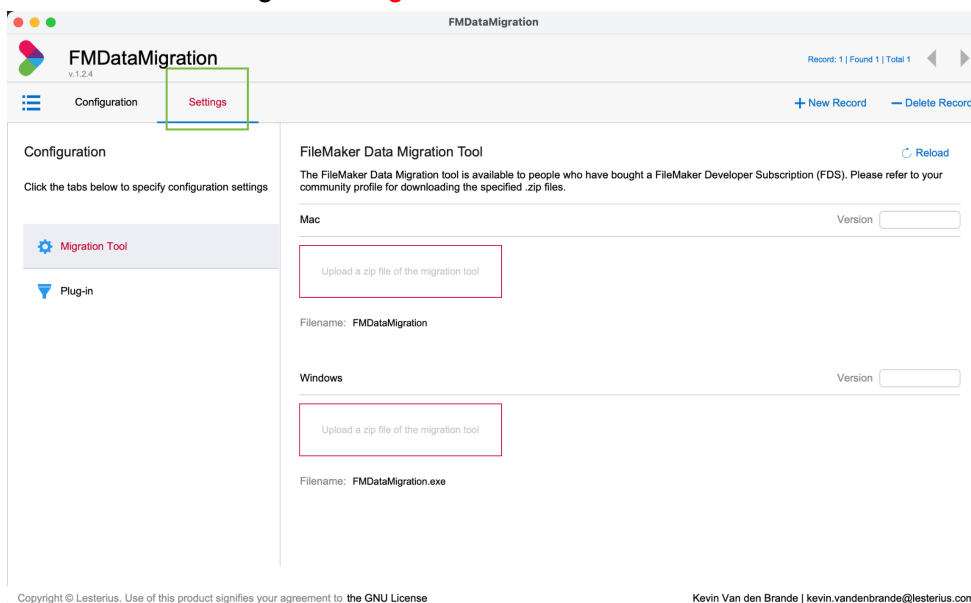 FMDataMigration
FMDataMigration
v.1.2.4
Record: 1 | Found 1 | Total 1
Configuration Settings
New Record Delete Record
Configuration
Click the tabs below to specify configuration settings
Migration Tool
Plug-in
FileMaker Data Migration Tool
Reload
The FileMaker Data Migration tool is available to people who have bought a FileMaker Developer Subscription (FDS). Please refer to your
community profile for downloading the specified .zip files.
Mac Version
Upload a zip file of the migration tool
Filename: FMDataMigration
Windows Version
Upload a zip file of the migration tool
Filename: FMDataMigration.exe
Copyright © Lesterius. Use of this product signifies your agreement to the GNU License
Kevin Van den Brande | kevin.vandenbrande@lesterius.com